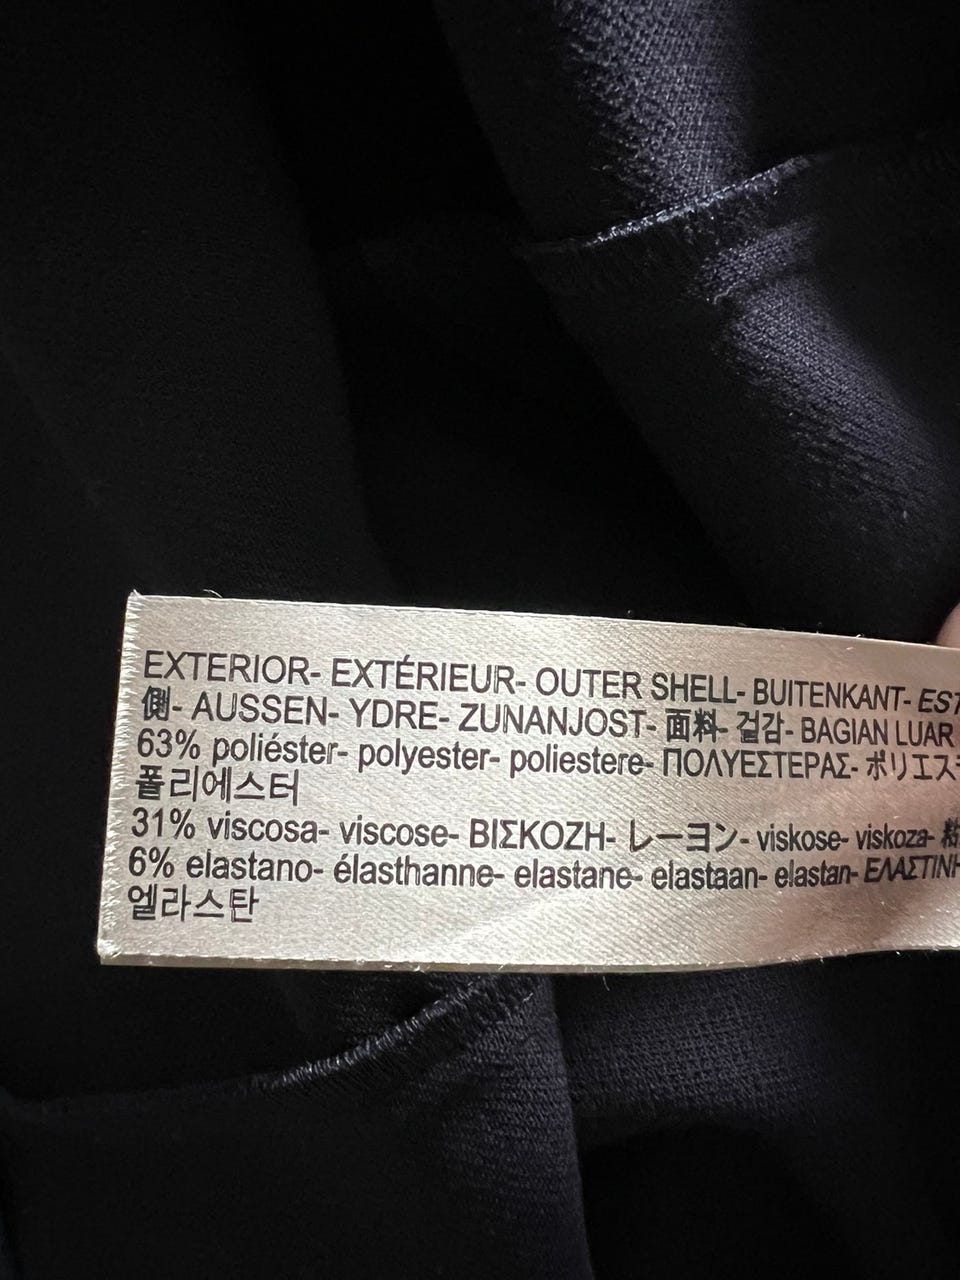 EXTERIOR- EXTÉRIEUR- OUTER SHELL- BUITENKANT- EST
側- AUSSEN- YDRE- ZUNANJOST- 面料- 겉감- BAGIAN LUAR
63% poliéster- polyester- poliestere- ΠΟΛΥΕΣΤΕΡΑΣ- ポリエス
폴리에스터
31% viscosa- viscose- ΒΙΣΚΟΖΗ- レーヨン- viskose- viskoza-
6% elastano- élasthanne- elastane- elastaan- elastan- ΕΛΑΣΤΙΝΗ
엘라스탄